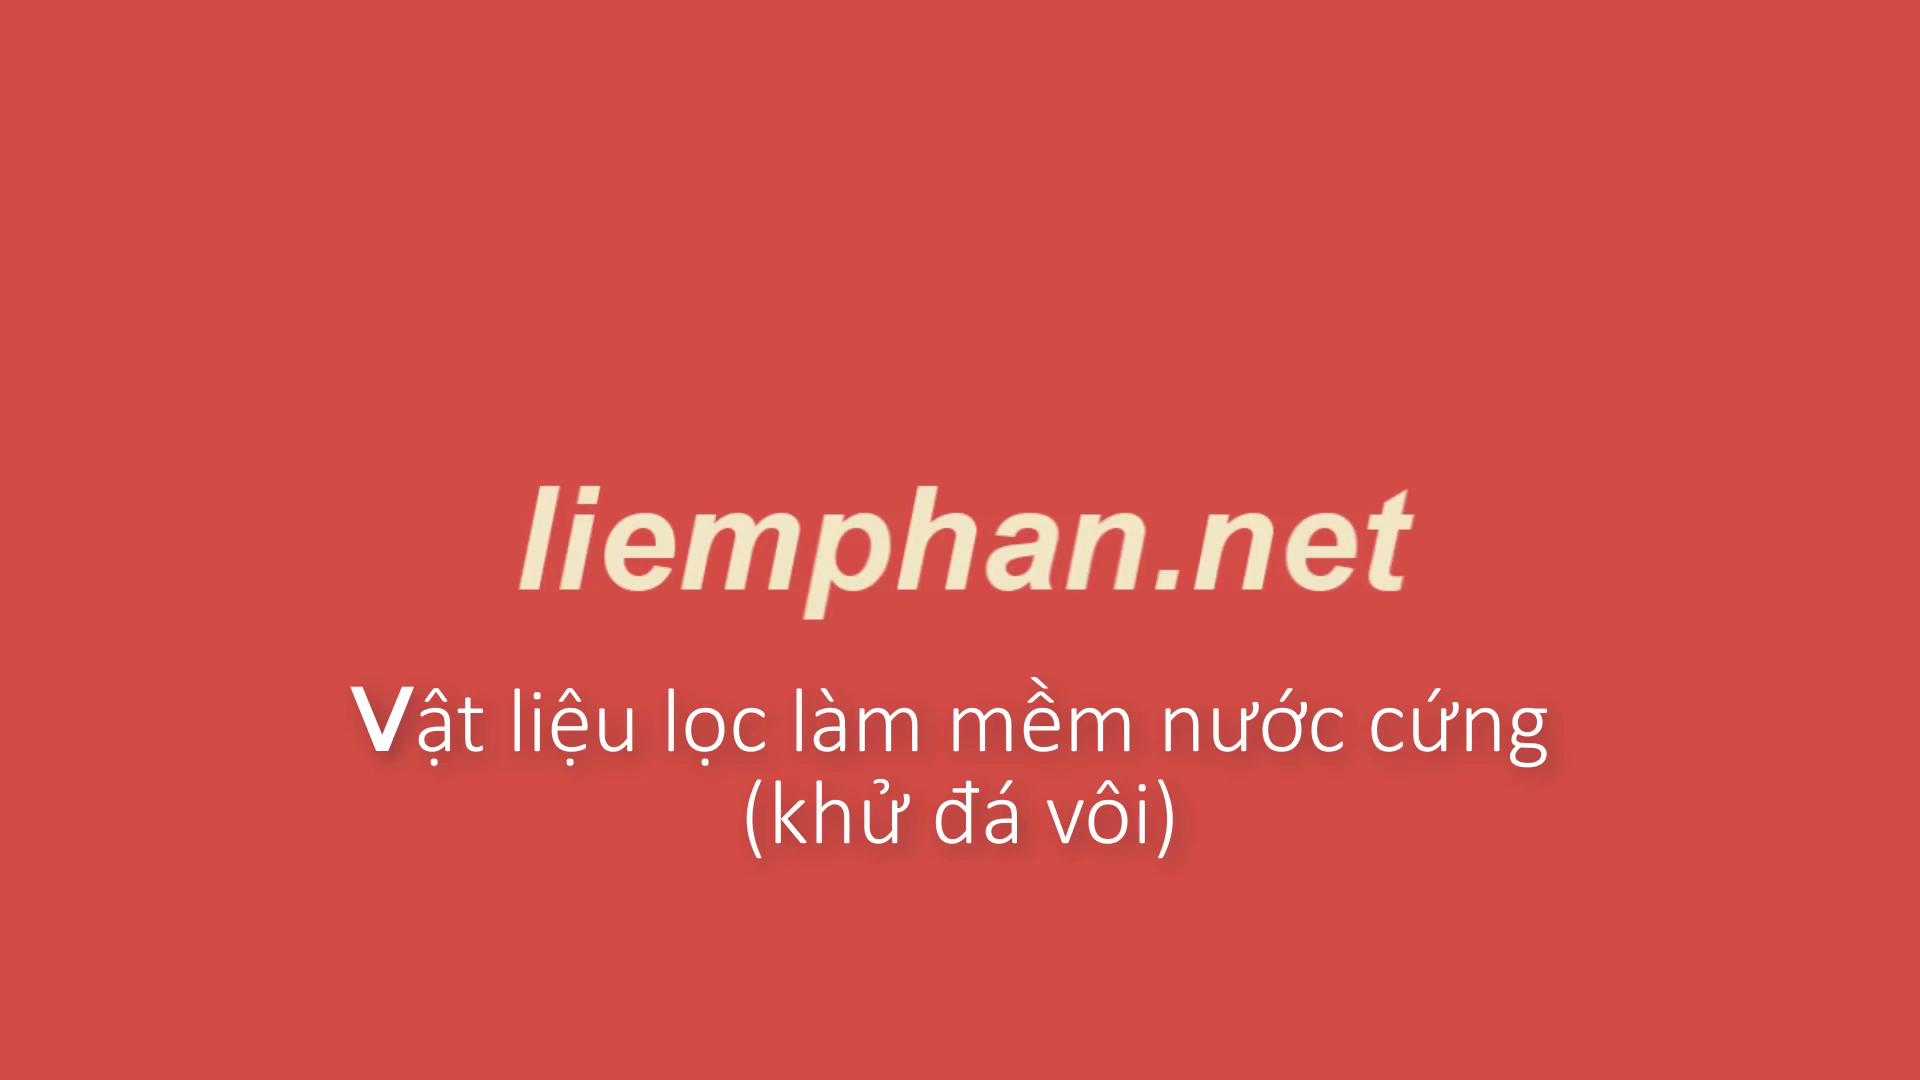 liemphan.net
Vật liệu lọc làm mềm nước cứng
(khử đá vôi)